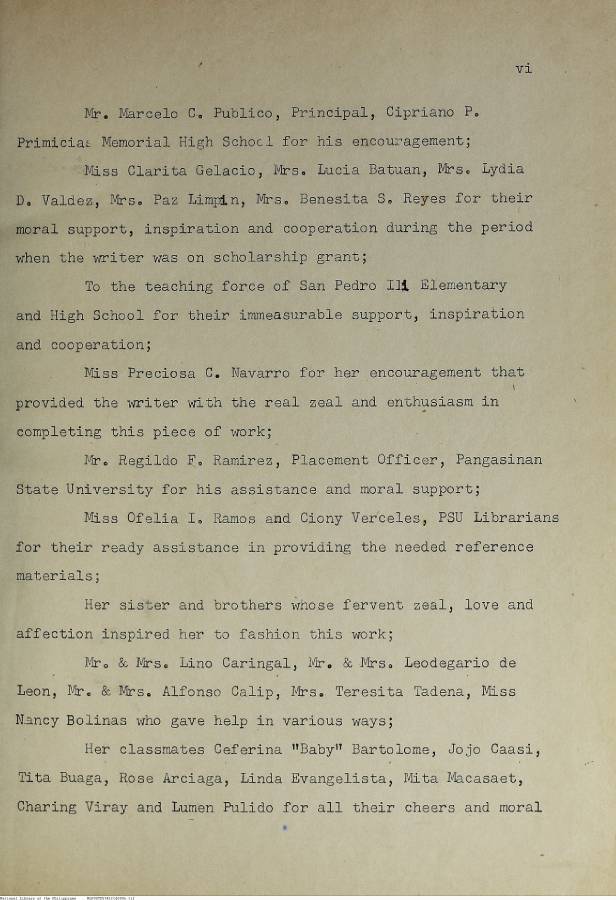 vi
Mr. Marcelo C. Publico, Principal, Cipriano P.
Primicias Memorial High School for his encouragement;
Miss Clarita Gelacio, Mrs. Lucia Batuan, Mrs. Lydia
D. Valdez, Mrs. Paz Limpin, Mrs. Benesita S. Reyes for their
moral support, inspiration and cooperation during the period
when the writer was on scholarship grant;
To the teaching force of San Pedro Ili Elementary
and High School for their immeasurable support, inspiration
and cooperation;
Miss Preciosa C. Navarro for her encouragement that
provided the writer with the real zeal and enthusiasm in
completing this piece of work;
Mr. Regildo F. Ramirez, Placement Officer, Pangasinan
State University for his assistance and moral support;
Miss Ofelia I. Ramos and Ciony Verceles, PSU Librarians
for their ready assistance in providing the needed reference
materials;
Her sister and brothers whose fervent zeal, love and
affection inspired her to fashion this work;
Mr. & Mrs. Lino Caringal, Mr. & Mrs. Leodegario de
Leon, Mr. & Mrs. Alfonso Calip, Mrs. Teresita Tadena, Miss
Nancy Bolinas who gave help in various ways;
Her classmates Ceferina "Baby" Bartolome, Jojo Caasi,
Tita Buaga, Rose Arciaga, Linda Evangelista, Mita Macasaet,
Charing Viray and Lumen Pulido for all their cheers and moral
National Library of the Philippines